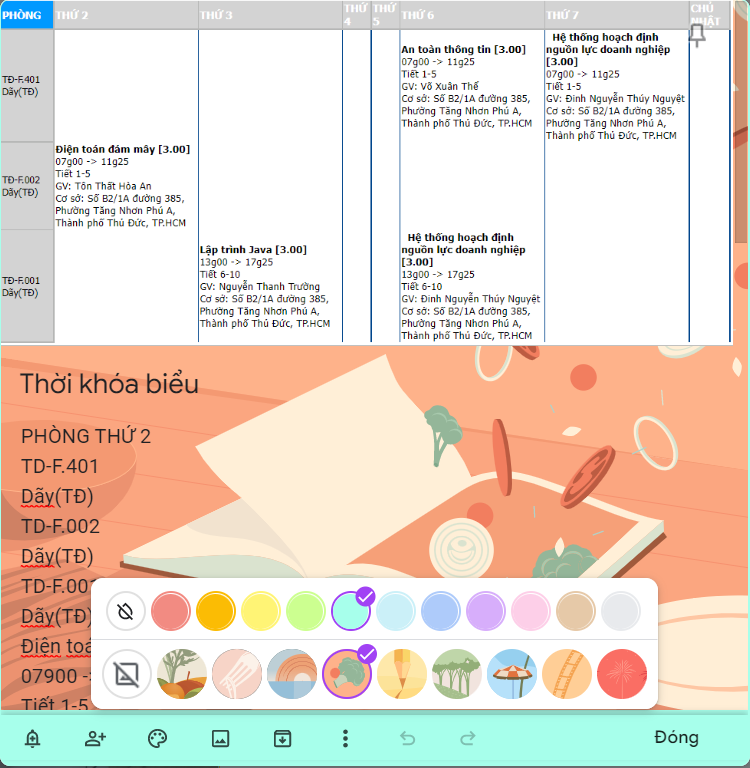 PHÒNG THỨ 2 THỨ 3 THỨ 4 THỨ 5 THỨ 6 THỨ 7 CHỦ NHẬT
TĐ-F.401
Dãy(TĐ)
An toàn thông tin [3.00]
07g00 -> 11g25
Tiết 1-5
GV: Võ Xuân Thể
Cơ sở: Số B2/1A đường 385,
Phường Tăng Nhơn Phú A,
Thành phố Thủ Đức, TP.HCM
Hệ thống hoạch định
nguồn lực doanh nghiệp
[3.00]
07g00 -> 11g25
Tiết 1-5
GV: Đinh Nguyễn Thúy Nguyệt
Cơ sở: Số B2/1A đường 385,
Phường Tăng Nhơn Phú A,
Thành phố Thủ Đức, TP.HCM
TĐ-F.002
Dãy(TĐ)
Điện toán đám mây [3.00]
07g00 -> 11g25
Tiết 1-5
GV: Tôn Thất Hòa An
Cơ sở: Số B2/1A đường 385,
Phường Tăng Nhơn Phú A,
Thành phố Thủ Đức, TP.HCM
TĐ-F.001
Dãy(TĐ)
Lập trình Java [3.00]
13g00 -> 17g25
Tiết 6-10
GV: Nguyễn Thanh Trường
Cơ sở: Số B2/1A đường 385,
Phường Tăng Nhơn Phú A,
Thành phố Thủ Đức, TP.HCM
Hệ thống hoạch định
nguồn lực doanh nghiệp
[3.00]
13g00 -> 17g25
Tiết 6-10
GV: Đinh Nguyễn Thúy Nguyệt
Cơ sở: Số B2/1A đường 385,
Phường Tăng Nhơn Phú A,
Thành phố Thủ Đức, TP.HCM
Thời khóa biểu
PHÒNG THỨ 2
TD-F.401
Dãy(TĐ)
TD-F.002
Dãy(TĐ)
TD-F.001
Dãy(TĐ)
Điện toá
07900 -
Tiết 1-5
Đóng